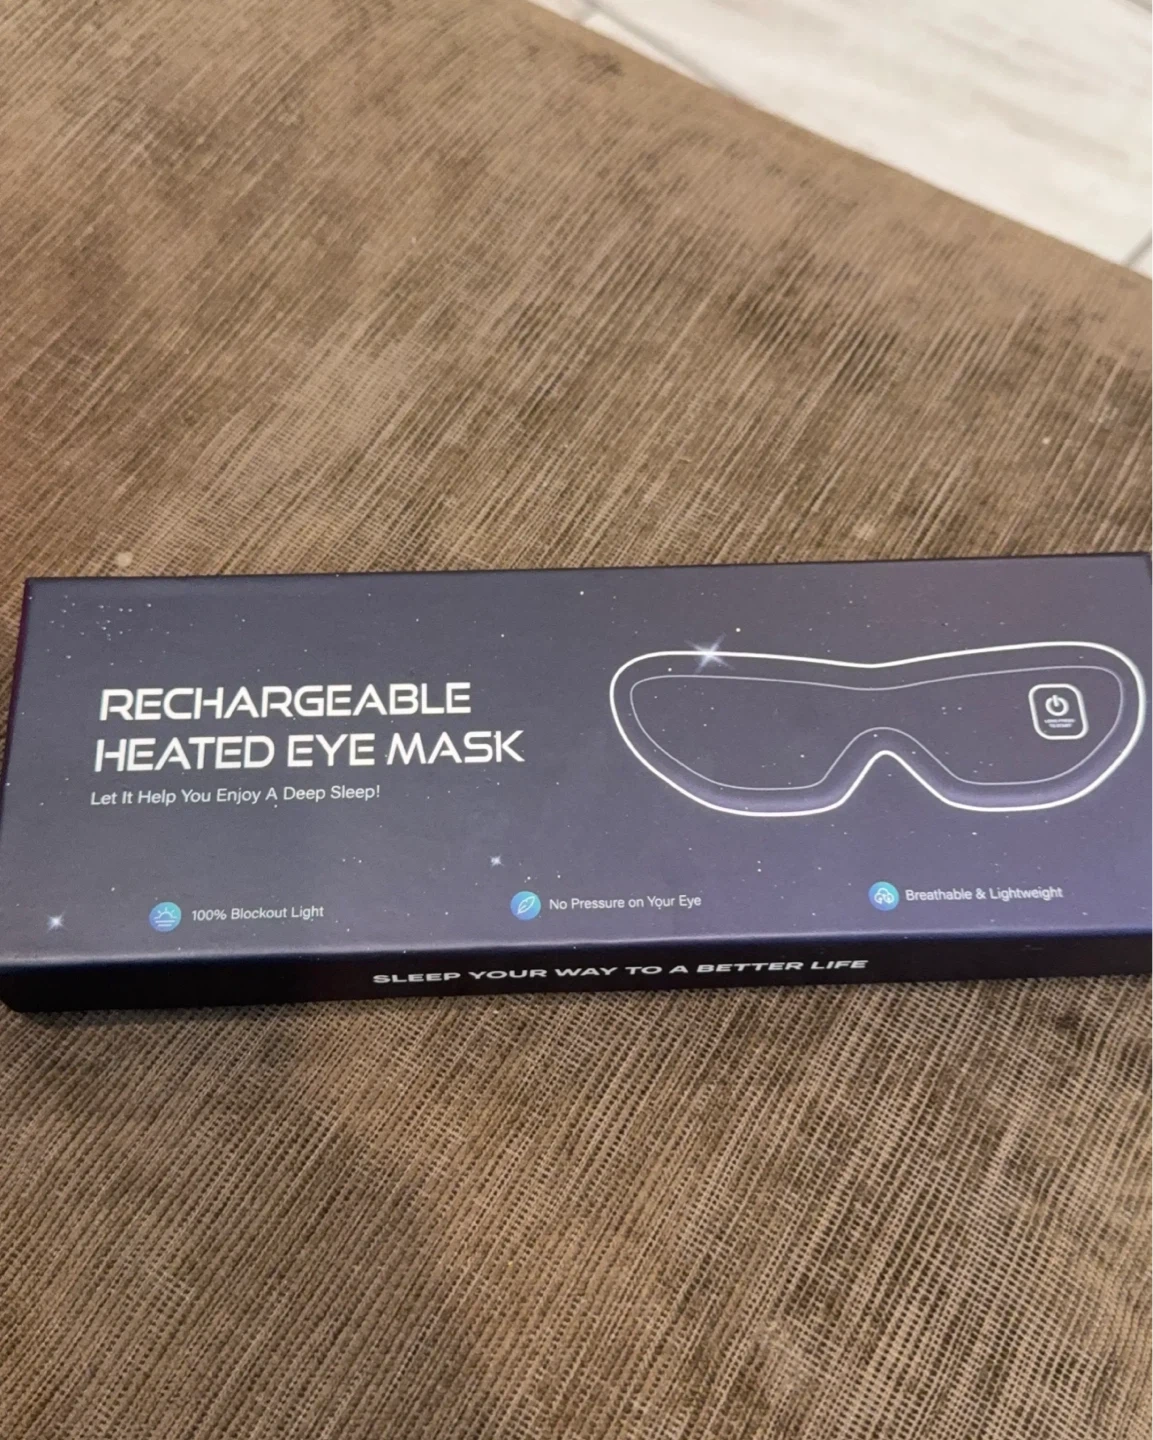 RECHARGEABLE
HEATED EYE MASK
Let It Help You Enjoy A Deep Sleep!
100% Blockout Light
No Pressure on Your Eye
Breathable & Lightweight
SLEEP YOUR WAY TO A BETTER LIFE